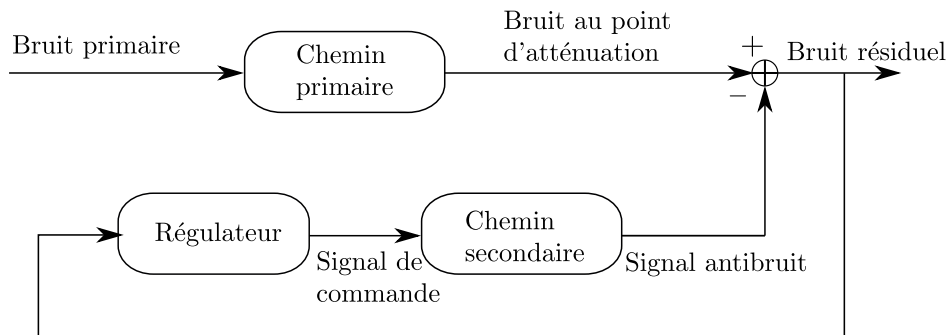 Bruit primaire
Chemin
primaire
Bruit au point
d'atténuation
+
−
Bruit résiduel
Régulateur
Signal de
commande
Chemin
secondaire
Signal antibruit